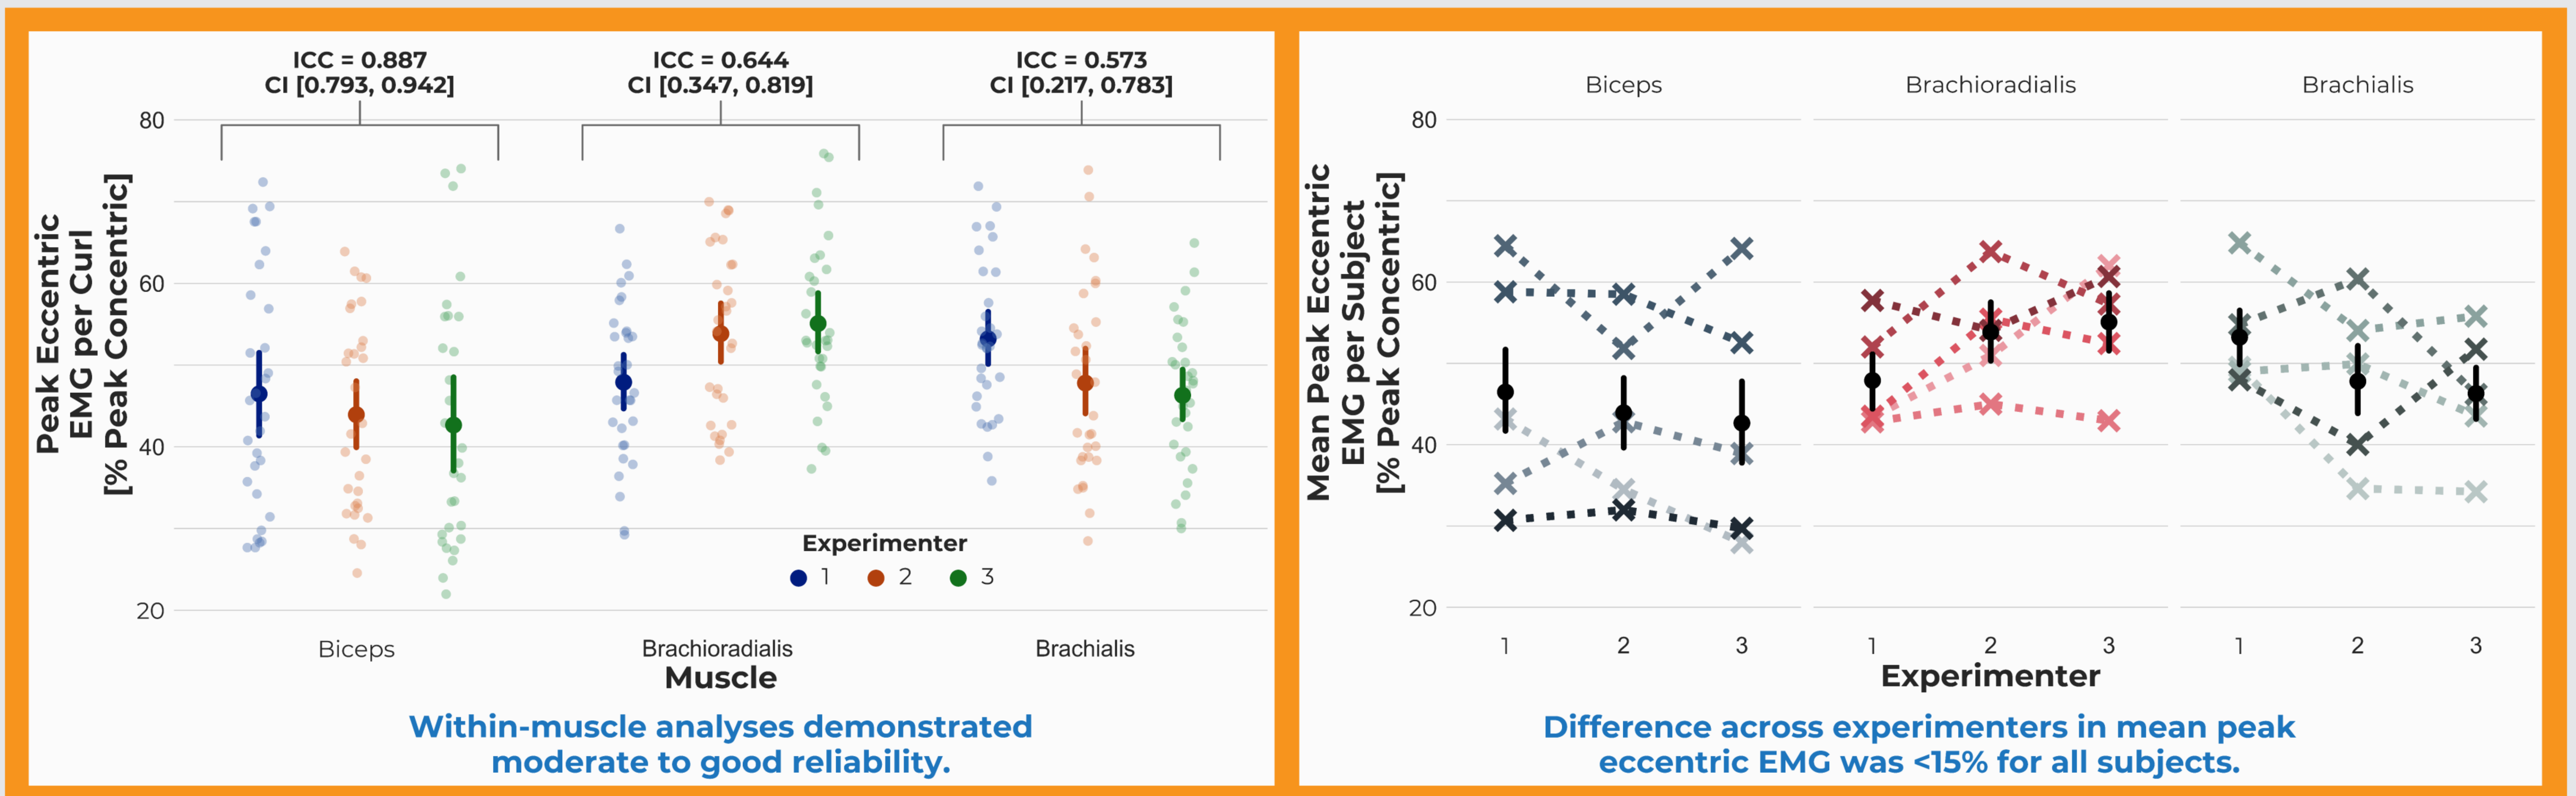 ICC = 0.887
CI [0.793, 0.942]
ICC = 0.644
CI [0.347, 0.819]
ICC = 0.573
CI [0.217, 0.783]
Peak Eccentric
EMG per Curl
[% Peak Concentric]
80
60
40
20
Experimenter
1 2 3
Biceps Brachioradialis Brachialis
Muscle
Within-muscle analyses demonstrated
moderate to good reliability.
Biceps Brachioradialis Brachialis
Mean Peak Eccentric
EMG per Subject
[% Peak Concentric]
80
60
40
20
1 2 3 1 2 3 1 2 3
Experimenter
Difference across experimenters in mean peak
eccentric EMG was <15% for all subjects.